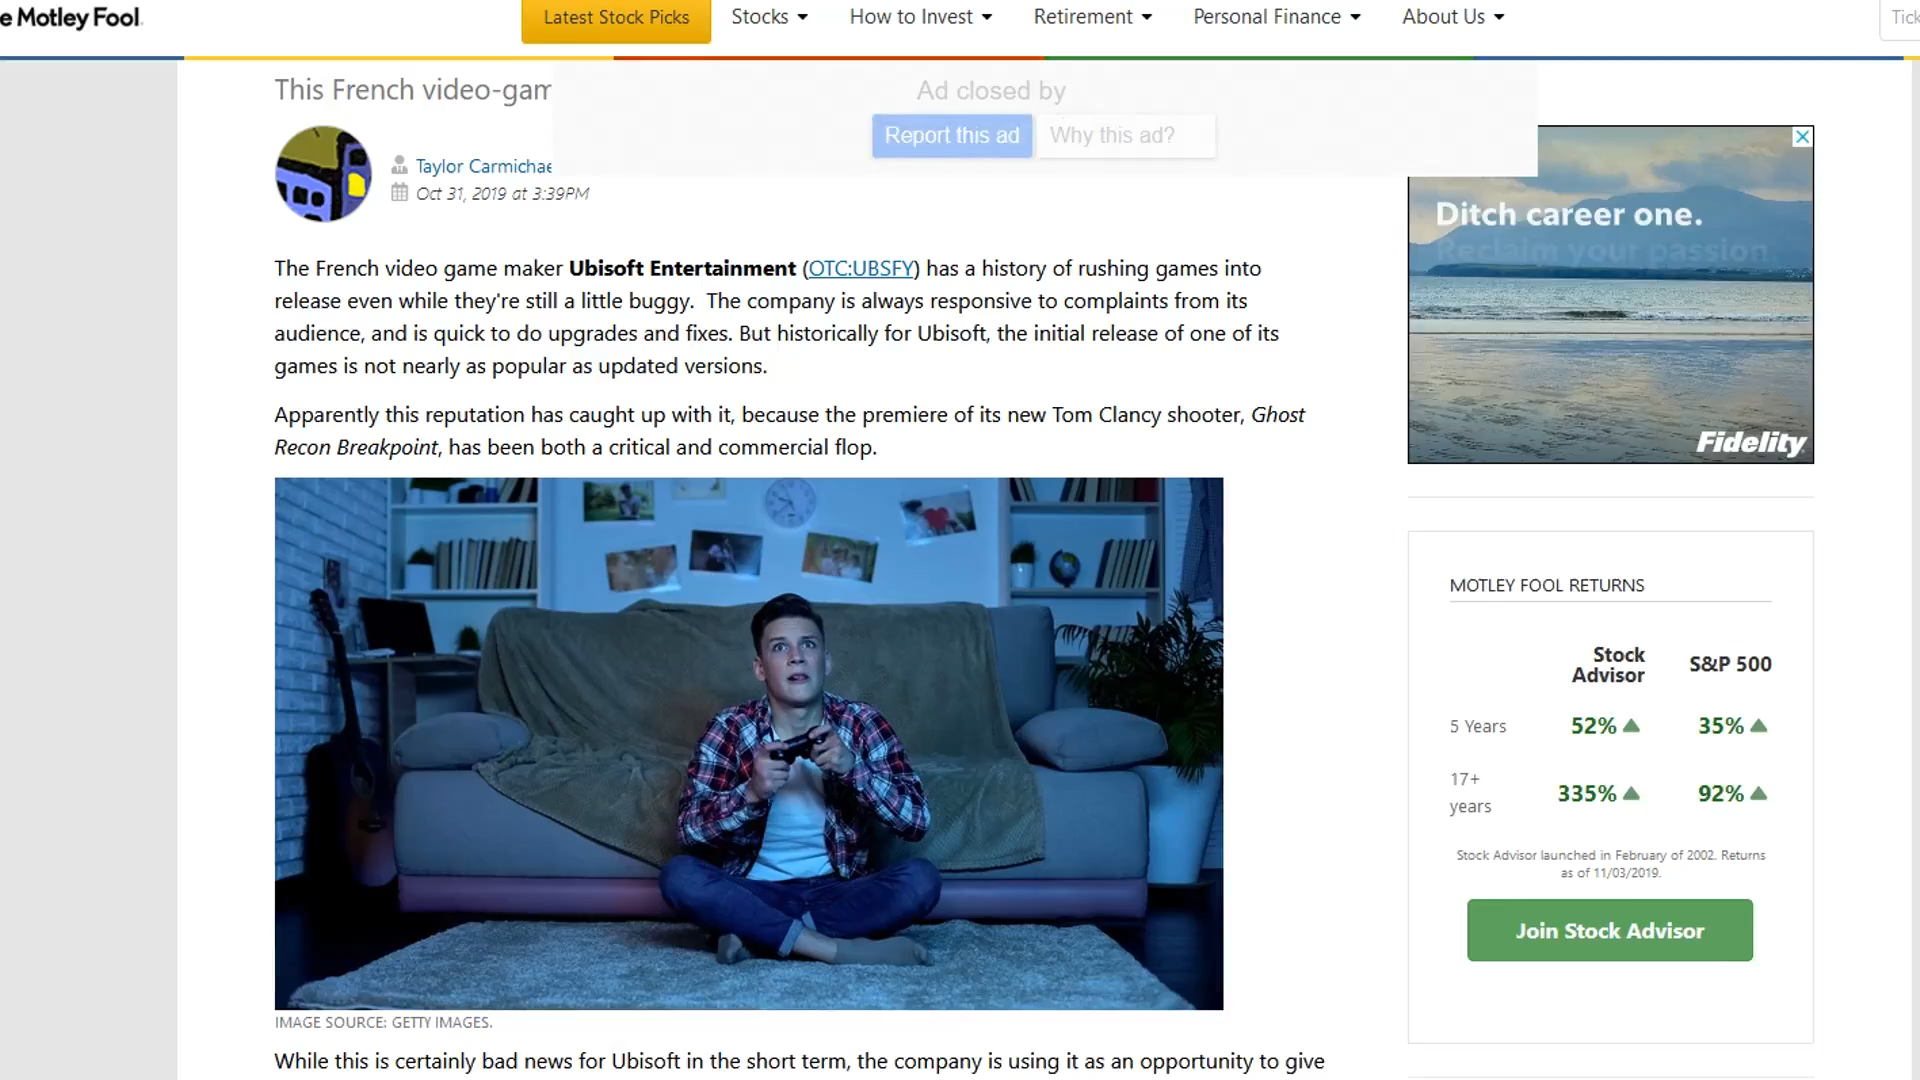 e Motley Fool.
Latest Stock Picks
Stocks
How to Invest
Retirement
Personal Finance
About Us
Tick
This French video-gam
Ad closed by
Report this ad
Why this ad?
Taylor Carmichae
Oct 31, 2019 at 3:39PM
The French video game maker Ubisoft Entertainment (OTC:UBSFY) has a history of rushing games into
release even while they're still a little buggy.  The company is always responsive to complaints from its
audience, and is quick to do upgrades and fixes. But historically for Ubisoft, the initial release of one of its
games is not nearly as popular as updated versions.
Apparently this reputation has caught up with it, because the premiere of its new Tom Clancy shooter, Ghost
Recon Breakpoint, has been both a critical and commercial flop.
IMAGE SOURCE: GETTY IMAGES.
While this is certainly bad news for Ubisoft in the short term, the company is using it as an opportunity to give
Ditch career one.
Reclaim your passion.
Fidelity
MOTLEY FOOL RETURNS
Stock
Advisor
S&P 500
5 Years
52%
35%
17+
years
335%
92%
Stock Advisor launched in February of 2002. Returns
as of 11/03/2019.
Join Stock Advisor